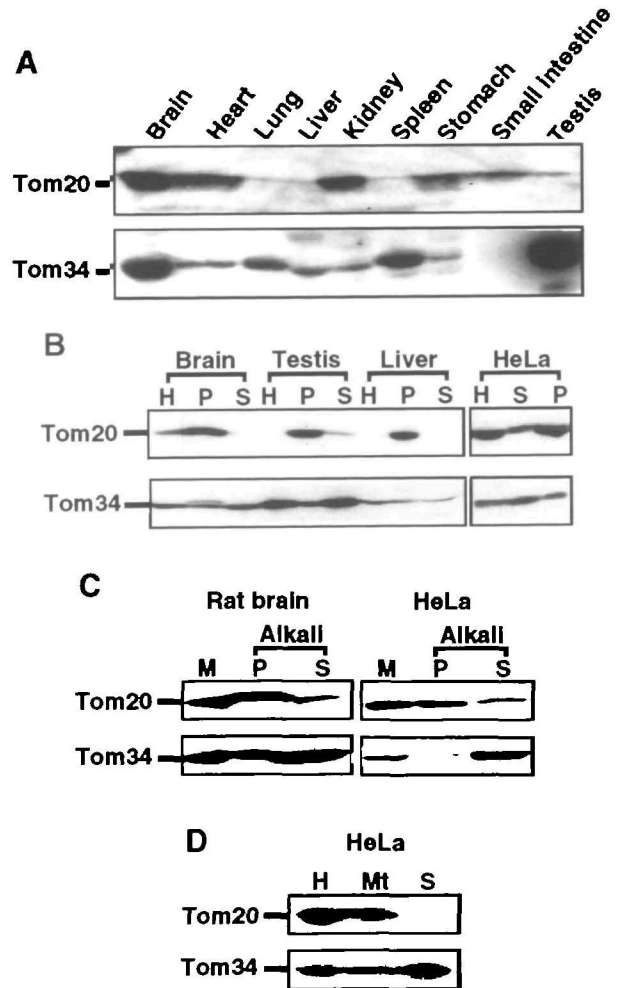 A
Brain Heart Lung Liver Kidney Spleen Stomach Small intestine Testis
Tom20
Tom34
B
Brain Testis Liver HeLa
H P S H P S H P S H S P
Tom20
Tom34
C
Rat brain HeLa
Alkali Alkali
M P S M P S
Tom20
Tom34
D
HeLa
H Mt S
Tom20
Tom34